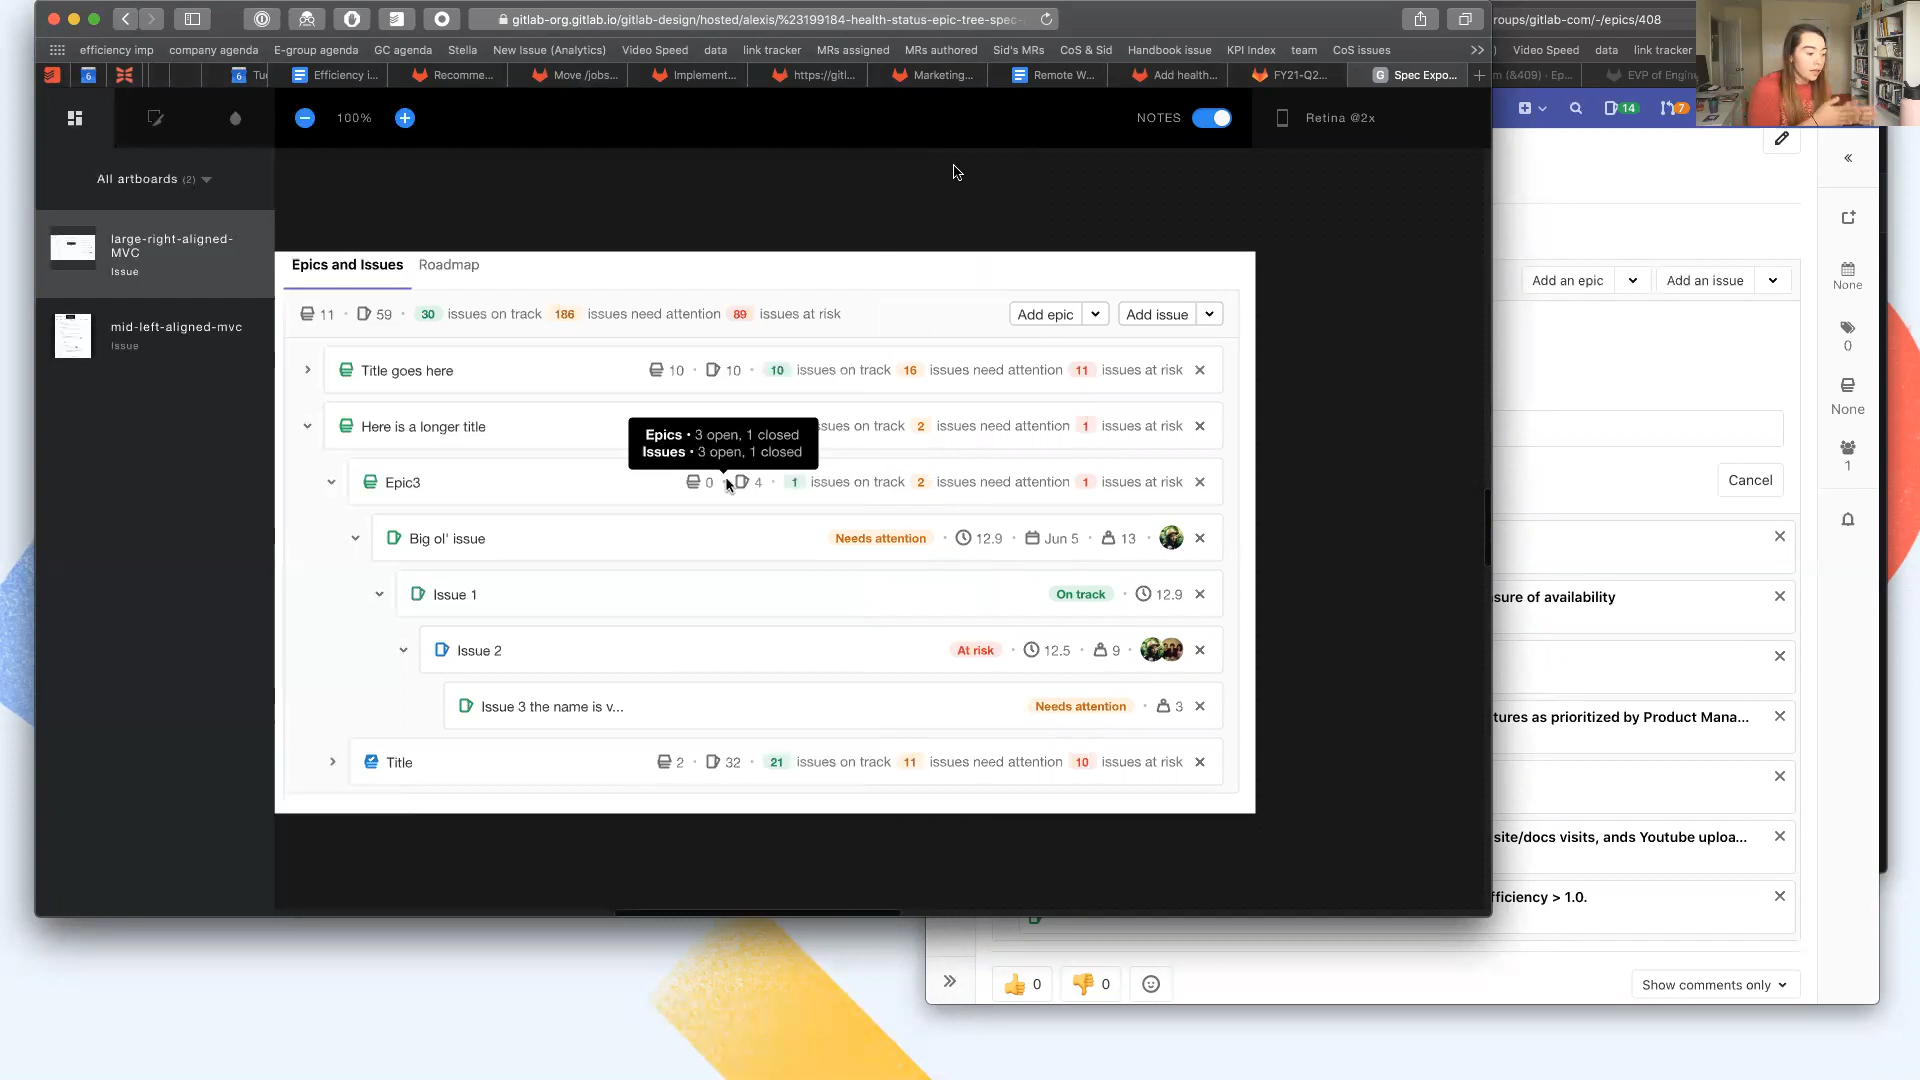 gitlab-org.gitlab.io/gitlab-design/hosted/alexis/%23199184-health-status-epic-tree-spec-
roups/gitlab-com/-/epics/408
efficiency imp company agenda E-group agenda GC agenda Stella New Issue (Analytics) Video Speed data link tracker MRs assigned MRs authored Sid's MRs CoS & Sid Handbook issue KPI Index team CoS issues
Video Speed data link tracker
6 6 Tu Efficiency i... Recomme... Move /jobs... Implement... https://gitl... Marketing... Remote W... Add health... FY21-Q2... G Spec Expo...
m (&409) · Ep... EVP of Engin
100% NOTES Retina @2x
14 7
All artboards (2)
large-right-aligned-
MVC
Issue
mid-left-aligned-mvc
Issue
Epics and Issues Roadmap
11 · 59 · 30 issues on track 186 issues need attention 89 issues at risk Add epic Add issue
Title goes here 10 · 10 · 10 issues on track 16 issues need attention 11 issues at risk
Here is a longer title sues on track 2 issues need attention 1 issues at risk
Epics • 3 open, 1 closed
Issues • 3 open, 1 closed
Epic3 0 4 · 1 issues on track 2 issues need attention 1 issues at risk
Big ol' issue Needs attention · 12.9 · Jun 5 · 13 ·
Issue 1 On track · 12.9
Issue 2 At risk · 12.5 · 9 ·
Issue 3 the name is v... Needs attention · 3
Title 2 · 32 · 21 issues on track 11 issues need attention 10 issues at risk
Add an epic Add an issue
None
0
None
1
Cancel
sure of availability
tures as prioritized by Product Mana...
site/docs visits, ands Youtube uploa...
fficiency > 1.0.
0 0 Show comments only